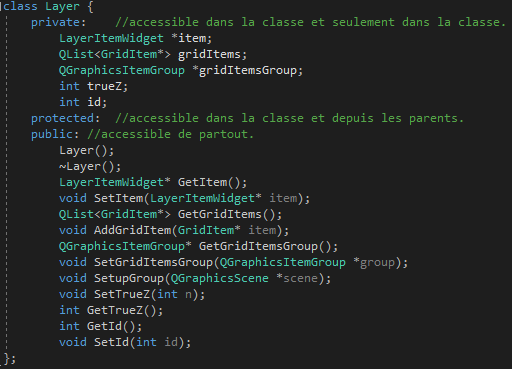 class Layer {
private:    //accessible dans la classe et seulement dans la classe.
    LayerItemWidget *item;
    QList<GridItem*> gridItems;
    QGraphicsItemGroup *gridItemsGroup;
    int trueZ;
    int id;
protected:  //accessible dans la classe et depuis les parents.
public: //accessible de partout.
    Layer();
    ~Layer();
    LayerItemWidget* GetItem();
    void SetItem(LayerItemWidget* item);
    QList<GridItem*> GetGridItems();
    void AddGridItem(GridItem* item);
    QGraphicsItemGroup* GetGridItemsGroup();
    void SetGridItemsGroup(QGraphicsItemGroup *group);
    void SetupGroup(QGraphicsScene *scene);
    void SetTrueZ(int n);
    int GetTrueZ();
    int GetId();
    void SetId(int id);
};